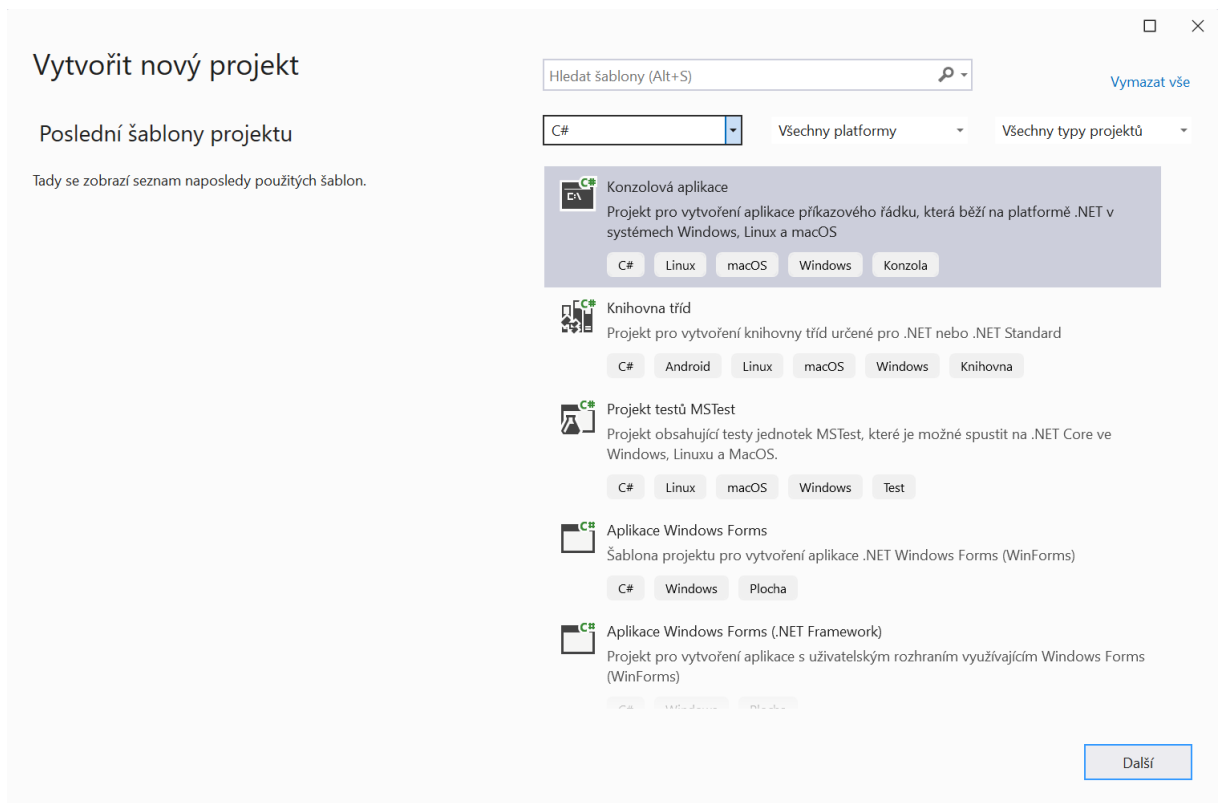 Vytvořit nový projekt
Hledat šablony (Alt+S)
Vymazat vše
Poslední šablony projektu
C#
Všechny platformy
Všechny typy projektů
Tady se zobrazí seznam naposledy použitých šablon.
C#
C:\
Konzolová aplikace
Projekt pro vytvoření aplikace příkazového řádku, která běží na platformě .NET v
systémech Windows, Linux a macOS
C# Linux macOS Windows Konzola
C#
Knihovna tříd
Projekt pro vytvoření knihovny tříd určené pro .NET nebo .NET Standard
C# Android Linux macOS Windows Knihovna
C#
Projekt testů MSTest
Projekt obsahující testy jednotek MSTest, které je možné spustit na .NET Core ve
Windows, Linuxu a MacOS.
C# Linux macOS Windows Test
C#
Aplikace Windows Forms
Šablona projektu pro vytvoření aplikace .NET Windows Forms (WinForms)
C# Windows Plocha
C#
Aplikace Windows Forms (.NET Framework)
Projekt pro vytvoření aplikace s uživatelským rozhraním využívajícím Windows Forms
(WinForms)
C# Windows Plocha
Další